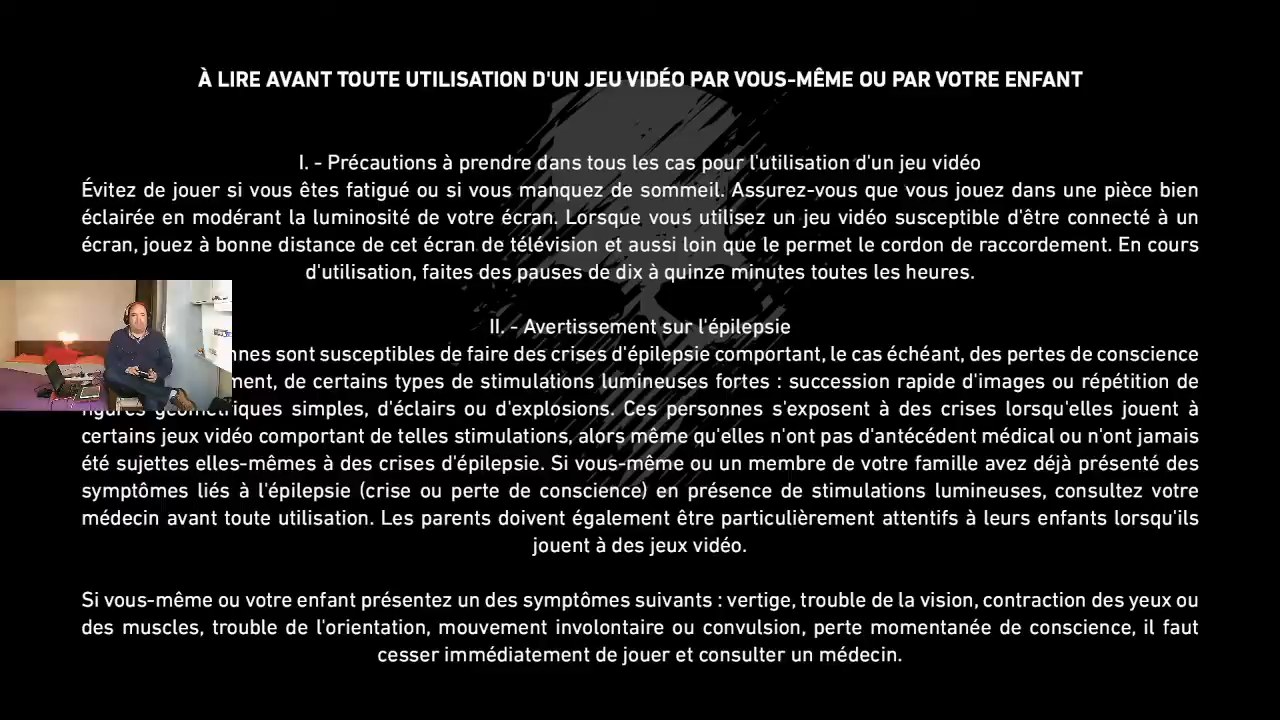 À LIRE AVANT TOUTE UTILISATION D'UN JEU VIDÉO PAR VOUS-MÊME OU PAR VOTRE ENFANT
I. - Précautions à prendre dans tous les cas pour l'utilisation d'un jeu vidéo
Évitez de jouer si vous êtes fatigué ou si vous manquez de sommeil. Assurez-vous que vous jouez dans une pièce bien
éclairée en modérant la luminosité de votre écran. Lorsque vous utilisez un jeu vidéo susceptible d'être connecté à un
écran, jouez à bonne distance de cet écran de télévision et aussi loin que le permet le cordon de raccordement. En cours
d'utilisation, faites des pauses de dix à quinze minutes toutes les heures.
II. - Avertissement sur l'épilepsie
nnes sont susceptibles de faire des crises d'épilepsie comportant, le cas échéant, des pertes de conscience
ment, de certains types de stimulations lumineuses fortes : succession rapide d'images ou répétition de
figures géométriques simples, d'éclairs ou d'explosions. Ces personnes s'exposent à des crises lorsqu'elles jouent à
certains jeux vidéo comportant de telles stimulations, alors même qu'elles n'ont pas d'antécédent médical ou n'ont jamais
été sujettes elles-mêmes à des crises d'épilepsie. Si vous-même ou un membre de votre famille avez déjà présenté des
symptômes liés à l'épilepsie (crise ou perte de conscience) en présence de stimulations lumineuses, consultez votre
médecin avant toute utilisation. Les parents doivent également être particulièrement attentifs à leurs enfants lorsqu'ils
jouent à des jeux vidéo.
Si vous-même ou votre enfant présentez un des symptômes suivants : vertige, trouble de la vision, contraction des yeux ou
des muscles, trouble de l'orientation, mouvement involontaire ou convulsion, perte momentanée de conscience, il faut
cesser immédiatement de jouer et consulter un médecin.